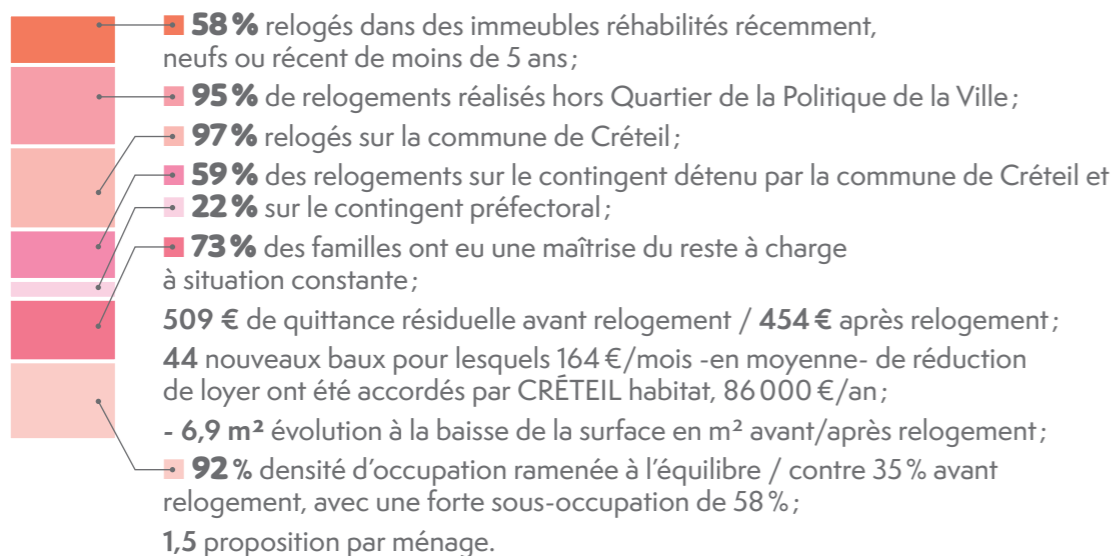 58 % relogés dans des immeubles réhabilités récemment,
neufs ou récent de moins de 5 ans ;
95 % de relogements réalisés hors Quartier de la Politique de la Ville ;
97 % relogés sur la commune de Créteil ;
59 % des relogements sur le contingent détenu par la commune de Créteil et
22 % sur le contingent préfectoral ;
73 % des familles ont eu une maîtrise du reste à charge
à situation constante ;
509 € de quittance résiduelle avant relogement / 454 € après relogement ;
44 nouveaux baux pour lesquels 164 €/mois -en moyenne- de réduction
de loyer ont été accordés par CRÉTEIL habitat, 86 000 €/an ;
- 6,9 m² évolution à la baisse de la surface en m² avant/après relogement ;
92 % densité d'occupation ramenée à l'équilibre / contre 35 % avant
relogement, avec une forte sous-occupation de 58 % ;
1,5 proposition par ménage.